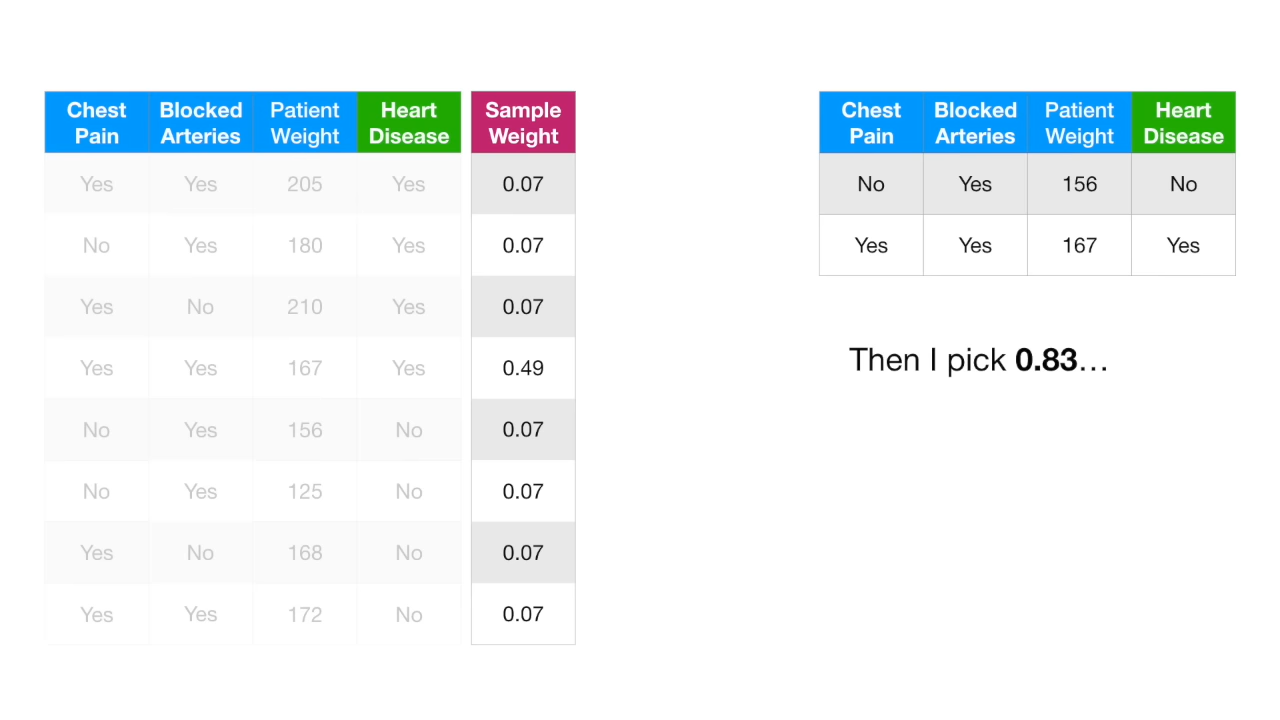 Chest Pain Blocked Arteries Patient Weight Heart Disease Sample Weight
Yes Yes 205 Yes 0.07
No Yes 180 Yes 0.07
Yes No 210 Yes 0.07
Yes Yes 167 Yes 0.49
No Yes 156 No 0.07
No Yes 125 No 0.07
Yes No 168 No 0.07
Yes Yes 172 No 0.07
Chest Pain Blocked Arteries Patient Weight Heart Disease
No Yes 156 No
Yes Yes 167 Yes
Then I pick 0.83…